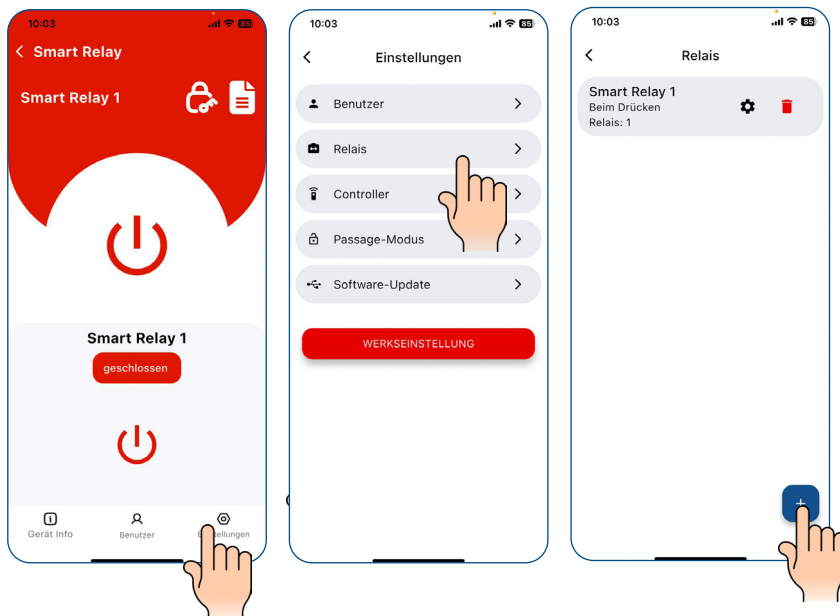 10:03
85
Smart Relay
Smart Relay 1
Smart Relay 1
geschlossen
Gerät Info
Benutzer
10:03
85
Einstellungen
Benutzer
Relais
Controller
Passage-Modus
Software-Update
WERKSEINSTELLUNG
10:03
85
Relais
Smart Relay 1
Beim Drücken
Relais: 1
+